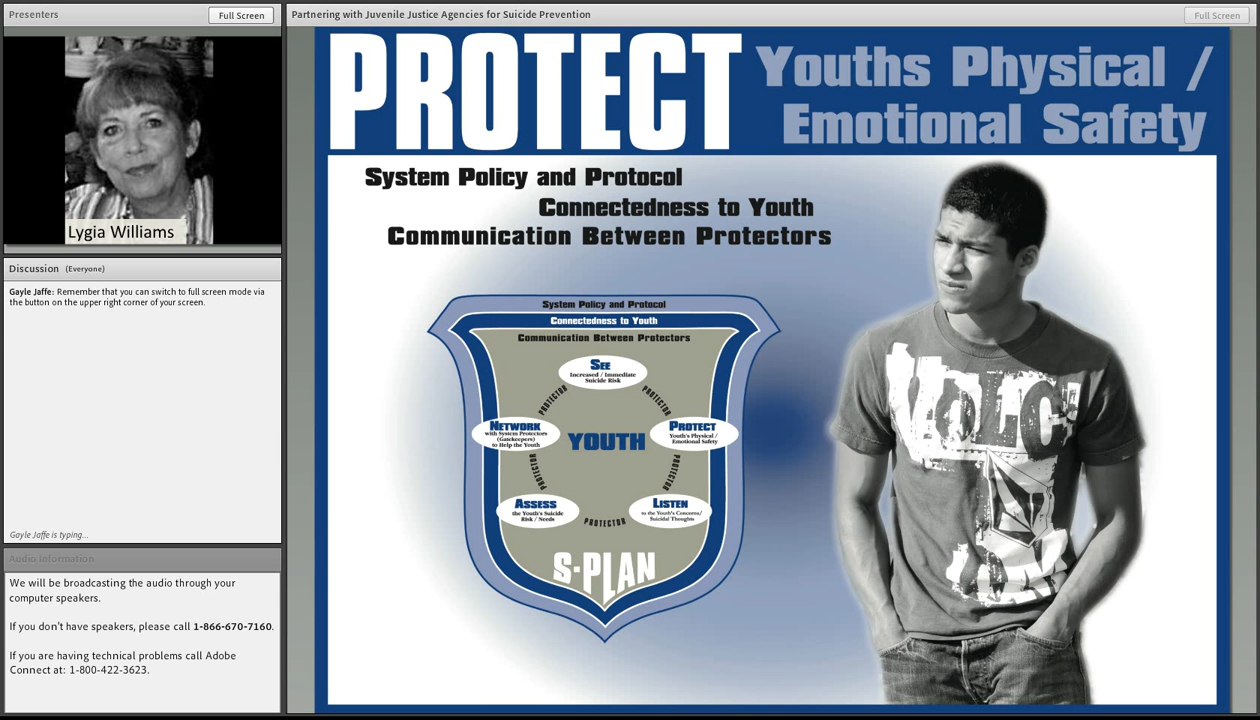 Presenters
Full Screen
Lygia Williams
Discussion (Everyone)
Gayle Jaffe: Remember that you can switch to full screen mode via
the button on the upper right corner of your screen.
Gayle Jaffe is typing...
Audio Information
We will be broadcasting the audio through your
computer speakers.
If you don't have speakers, please call 1-866-670-7160.
If you are having technical problems call Adobe
Connect at: 1-800-422-3623.
Partnering with Juvenile Justice Agencies for Suicide Prevention
Full Screen
PROTECT Youths Physical /
Emotional Safety
System Policy and Protocol
Connectedness to Youth
Communication Between Protectors
System Policy and Protocol
Connectedness to Youth
Communication Between Protectors
SEE
Increased / Immediate
Suicide Risk
PROTECTOR
PROTECTOR
NETWORK
with System Protectors
(Gatekeepers)
to Help the Youth
YOUTH
PROTECT
Youth's Physical /
Emotional Safety
PROTECTOR
PROTECTOR
ASSESS
the Youth's Suicide
Risk / Needs
LISTEN
to the Youth's Concerns/
Suicidal Thoughts
PROTECTOR
S-PLAN